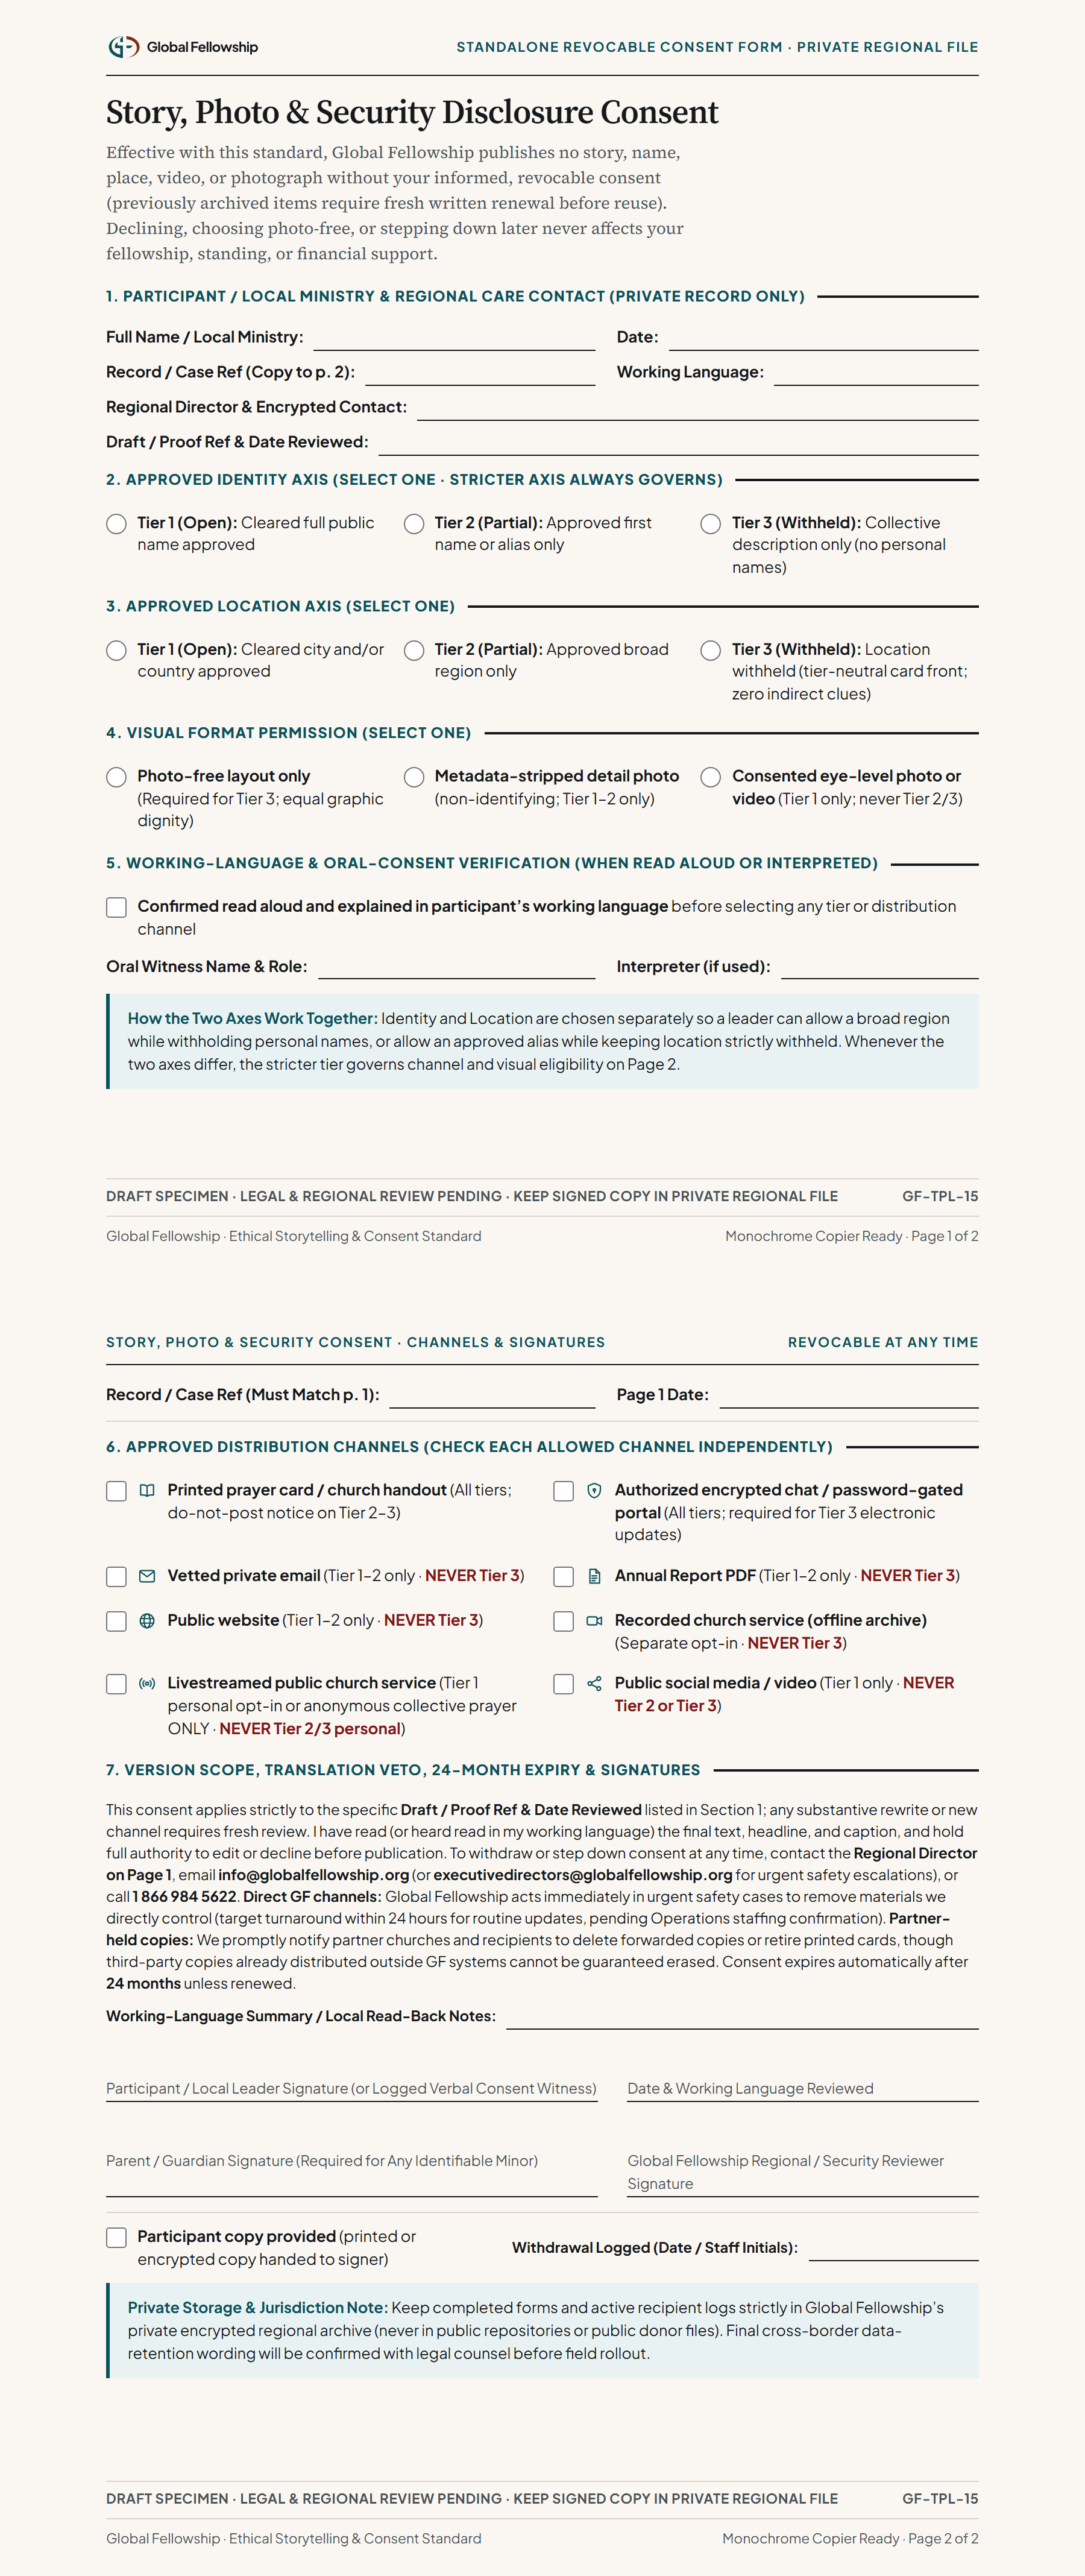 Global Fellowship
STANDALONE REVOCABLE CONSENT FORM · PRIVATE REGIONAL FILE
Story, Photo & Security Disclosure Consent
Effective with this standard, Global Fellowship publishes no story, name,
place, video, or photograph without your informed, revocable consent
(previously archived items require fresh written renewal before reuse).
Declining, choosing photo-free, or stepping down later never affects your
fellowship, standing, or financial support.
1. PARTICIPANT / LOCAL MINISTRY & REGIONAL CARE CONTACT (PRIVATE RECORD ONLY)
Full Name / Local Ministry:
Date:
Record / Case Ref (Copy to p. 2):
Working Language:
Regional Director & Encrypted Contact:
Draft / Proof Ref & Date Reviewed:
2. APPROVED IDENTITY AXIS (SELECT ONE · STRICTER AXIS ALWAYS GOVERNS)
Tier 1 (Open): Cleared full public
name approved
Tier 2 (Partial): Approved first
name or alias only
Tier 3 (Withheld): Collective
description only (no personal
names)
3. APPROVED LOCATION AXIS (SELECT ONE)
Tier 1 (Open): Cleared city and/or
country approved
Tier 2 (Partial): Approved broad
region only
Tier 3 (Withheld): Location
withheld (tier-neutral card front;
zero indirect clues)
4. VISUAL FORMAT PERMISSION (SELECT ONE)
Photo-free layout only
(Required for Tier 3; equal graphic
dignity)
Metadata-stripped detail photo
(non-identifying; Tier 1–2 only)
Consented eye-level photo or
video (Tier 1 only; never Tier 2/3)
5. WORKING-LANGUAGE & ORAL-CONSENT VERIFICATION (WHEN READ ALOUD OR INTERPRETED)
Confirmed read aloud and explained in participant's working language before selecting any tier or distribution
channel
Oral Witness Name & Role:
Interpreter (if used):
How the Two Axes Work Together: Identity and Location are chosen separately so a leader can allow a broad region
while withholding personal names, or allow an approved alias while keeping location strictly withheld. Whenever the
two axes differ, the stricter tier governs channel and visual eligibility on Page 2.
DRAFT SPECIMEN · LEGAL & REGIONAL REVIEW PENDING · KEEP SIGNED COPY IN PRIVATE REGIONAL FILE
GF-TPL-15
Global Fellowship · Ethical Storytelling & Consent Standard
Monochrome Copier Ready · Page 1 of 2
STORY, PHOTO & SECURITY CONSENT · CHANNELS & SIGNATURES
REVOCABLE AT ANY TIME
Record / Case Ref (Must Match p. 1):
Page 1 Date:
6. APPROVED DISTRIBUTION CHANNELS (CHECK EACH ALLOWED CHANNEL INDEPENDENTLY)
Printed prayer card / church handout (All tiers;
do-not-post notice on Tier 2–3)
Authorized encrypted chat / password-gated
portal (All tiers; required for Tier 3 electronic
updates)
Vetted private email (Tier 1–2 only · NEVER Tier 3)
Annual Report PDF (Tier 1–2 only · NEVER Tier 3)
Public website (Tier 1–2 only · NEVER Tier 3)
Recorded church service (offline archive)
(Separate opt-in · NEVER Tier 3)
Livestreamed public church service (Tier 1
personal opt-in or anonymous collective prayer
ONLY · NEVER Tier 2/3 personal)
Public social media / video (Tier 1 only · NEVER
Tier 2 or Tier 3)
7. VERSION SCOPE, TRANSLATION VETO, 24-MONTH EXPIRY & SIGNATURES
This consent applies strictly to the specific Draft / Proof Ref & Date Reviewed listed in Section 1; any substantive rewrite or new
channel requires fresh review. I have read (or heard read in my working language) the final text, headline, and caption, and hold
full authority to edit or decline before publication. To withdraw or step down consent at any time, contact the Regional Director
on Page 1, email info@globalfellowship.org (or executivedirectors@globalfellowship.org for urgent safety escalations), or
call 1 866 984 5622. Direct GF channels: Global Fellowship acts immediately in urgent safety cases to remove materials we
directly control (target turnaround within 24 hours for routine updates, pending Operations staffing confirmation). Partner-
held copies: We promptly notify partner churches and recipients to delete forwarded copies or retire printed cards, though
third-party copies already distributed outside GF systems cannot be guaranteed erased. Consent expires automatically after
24 months unless renewed.
Working-Language Summary / Local Read-Back Notes:
Participant / Local Leader Signature (or Logged Verbal Consent Witness)
Date & Working Language Reviewed
Parent / Guardian Signature (Required for Any Identifiable Minor)
Global Fellowship Regional / Security Reviewer
Signature
Participant copy provided (printed or
encrypted copy handed to signer)
Withdrawal Logged (Date / Staff Initials):
Private Storage & Jurisdiction Note: Keep completed forms and active recipient logs strictly in Global Fellowship's
private encrypted regional archive (never in public repositories or public donor files). Final cross-border data-
retention wording will be confirmed with legal counsel before field rollout.
DRAFT SPECIMEN · LEGAL & REGIONAL REVIEW PENDING · KEEP SIGNED COPY IN PRIVATE REGIONAL FILE
GF-TPL-15
Global Fellowship · Ethical Storytelling & Consent Standard
Monochrome Copier Ready · Page 2 of 2